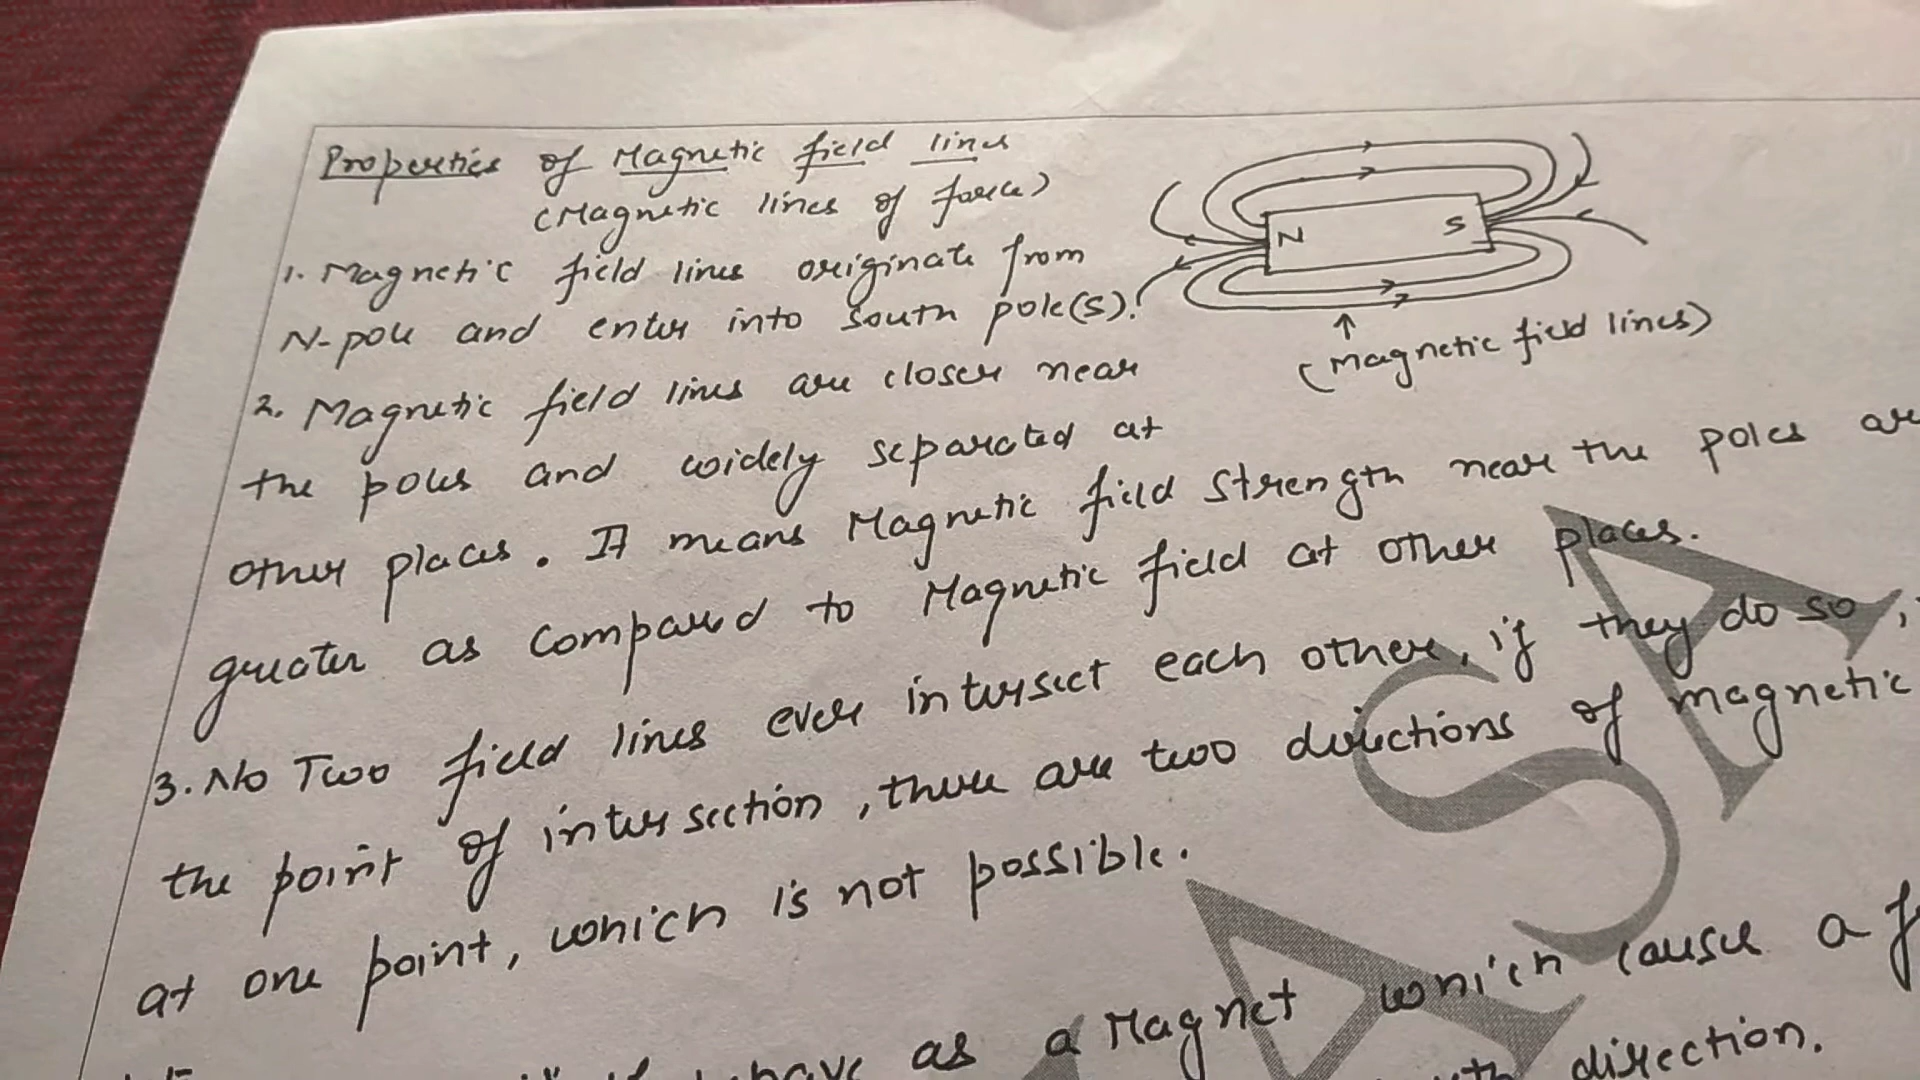 Properties of Magnetic field lines
(Magnetic lines of force)
1. Magnetic field lines originate from
N-pole and enter into south pole(s).
N
S
(magnetic field lines)
2. Magnetic field lines are closer near
the poles and widely separated at
other places. It means Magnetic field strength near the poles are
greater as compared to Magnetic field at other places.
3. No Two field lines ever intersect each other, if they do so,
the point of intersection, there are two directions of magnetic
at one point, which is not possible.
as a Magnet which cause a
direction.